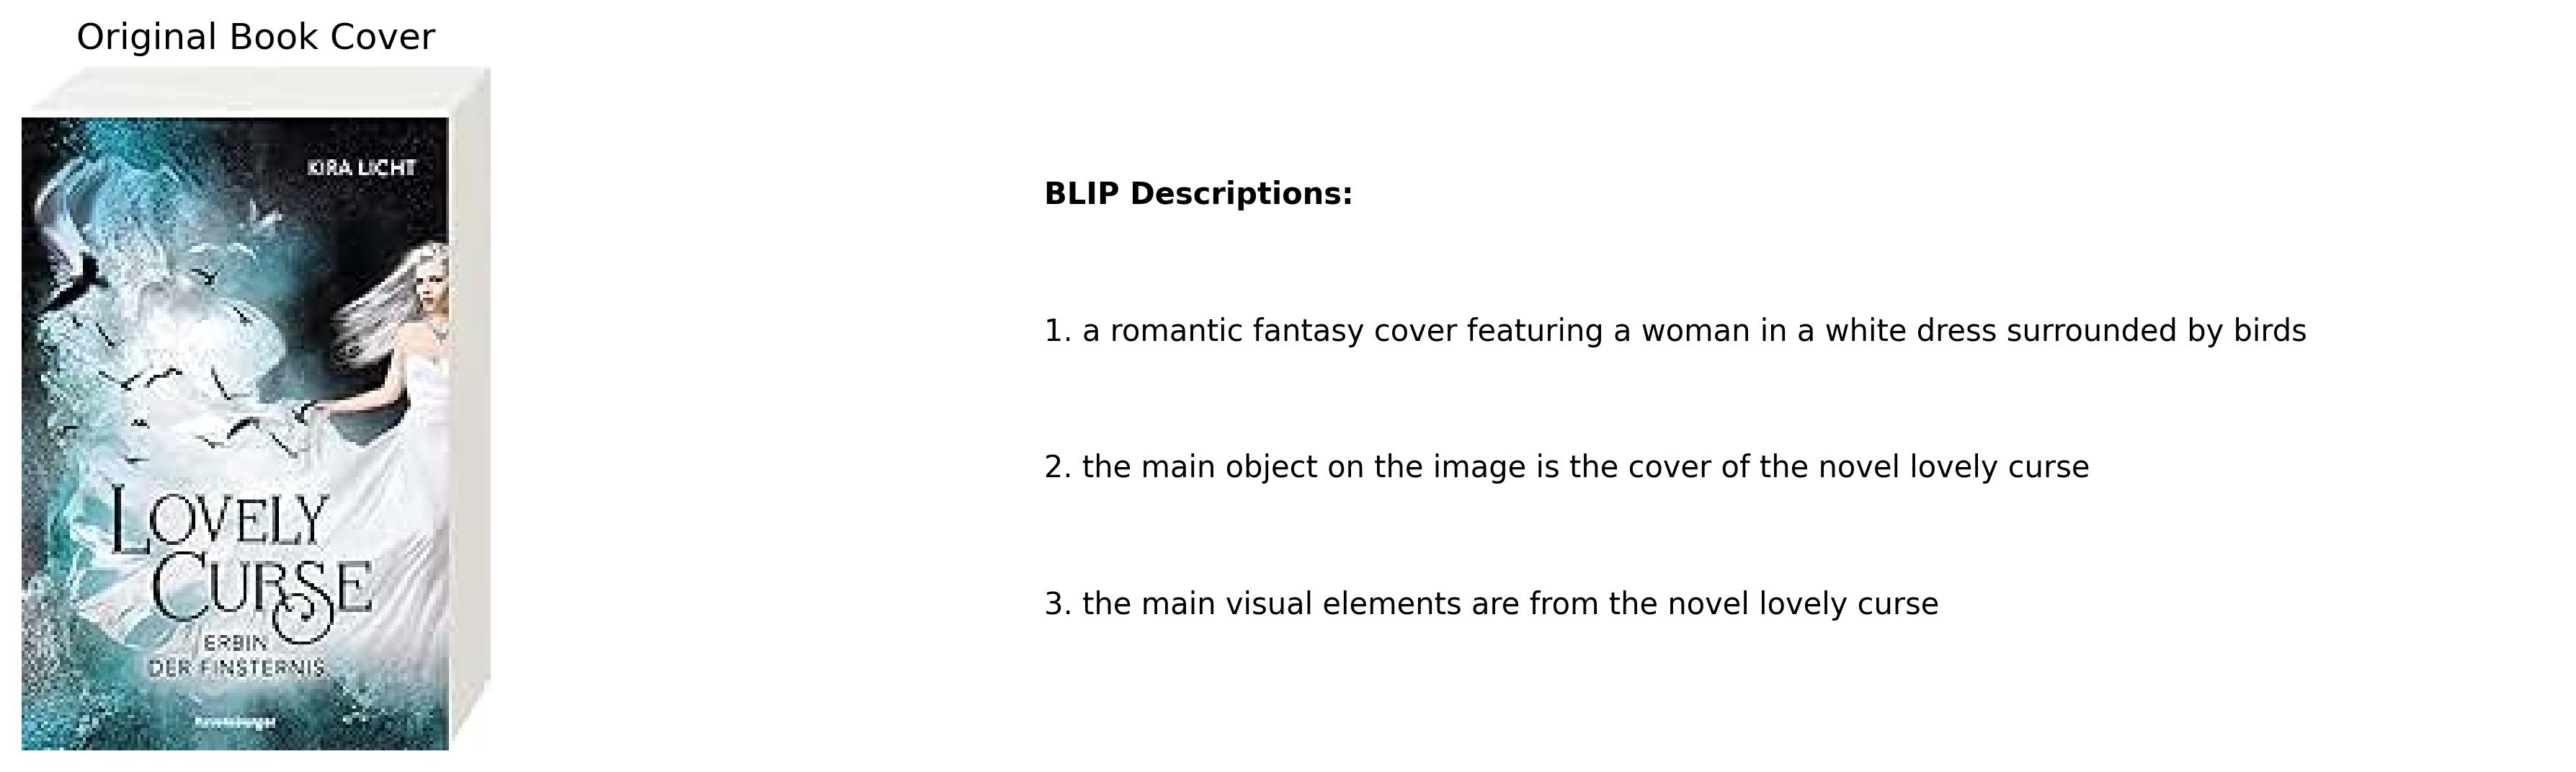 Original Book Cover
KIRA LICHT
LOVELY
CURSE
ERBIN
DER FINSTERNIS
Ravensburger
BLIP Descriptions:
1. a romantic fantasy cover featuring a woman in a white dress surrounded by birds
2. the main object on the image is the cover of the novel lovely curse
3. the main visual elements are from the novel lovely curse